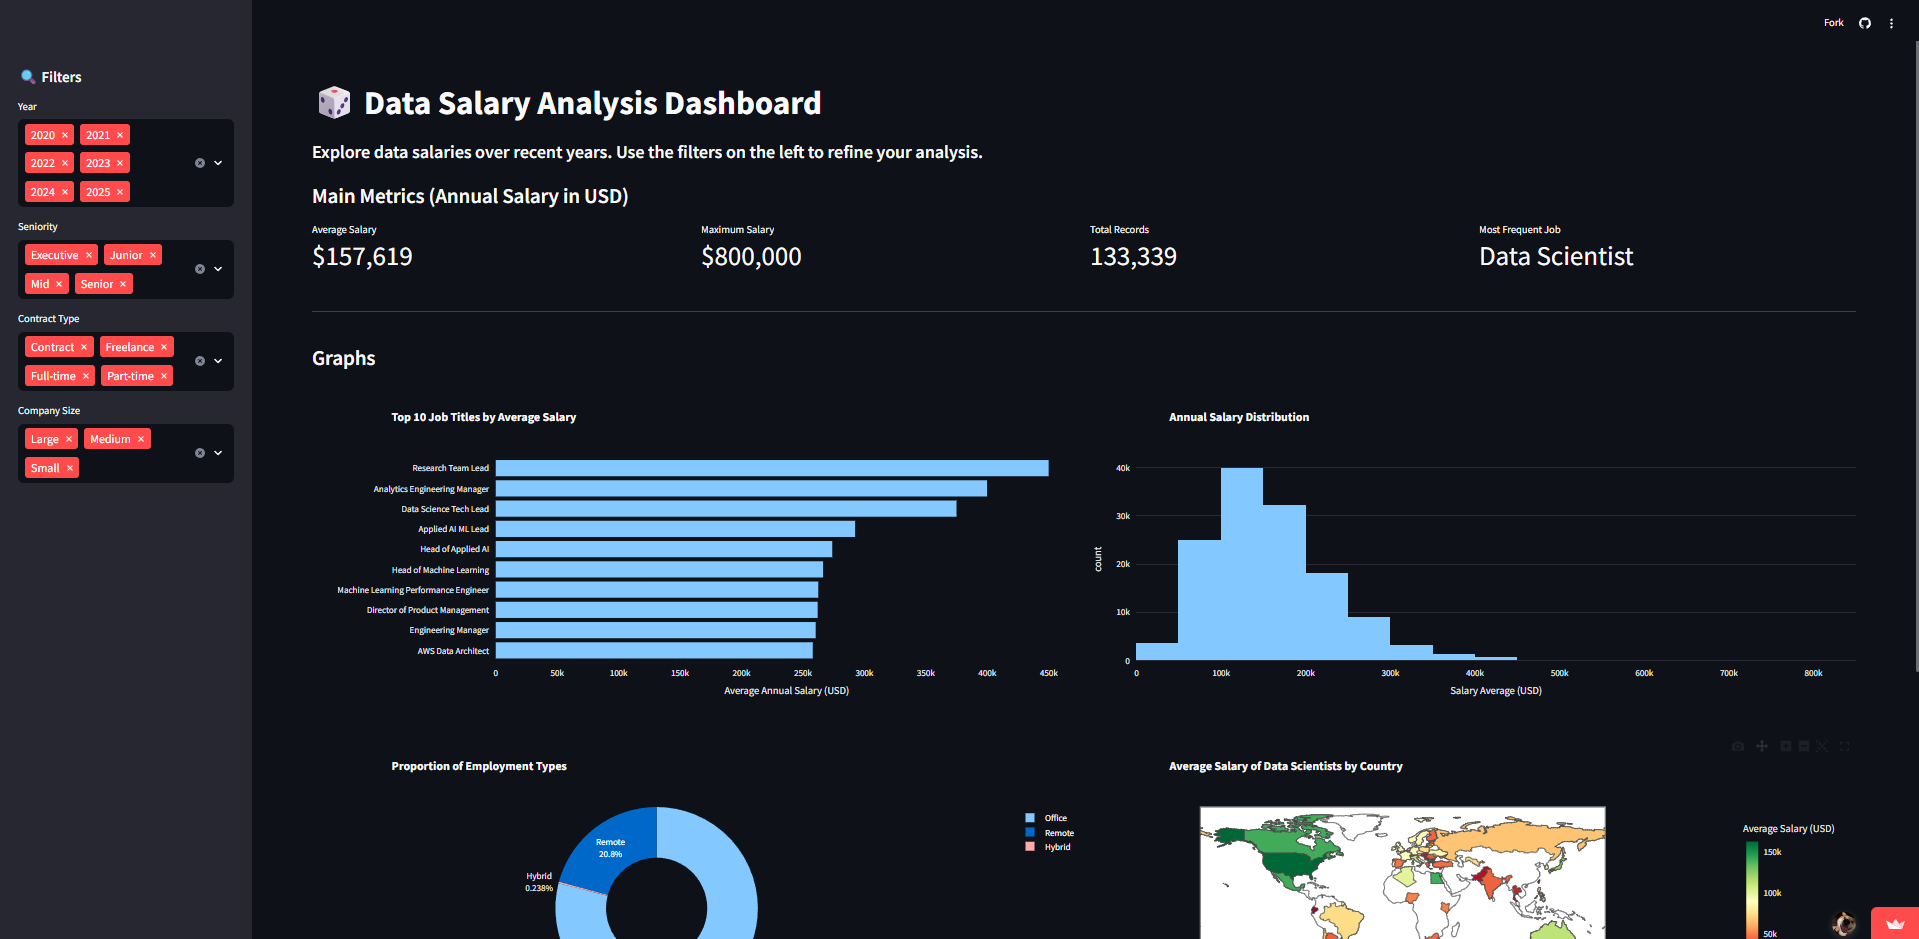 Fork
Filters
Year
2020 × 2021 ×
2022 × 2023 ×
2024 × 2025 ×
Seniority
Executive × Junior ×
Mid × Senior ×
Contract Type
Contract × Freelance ×
Full-time × Part-time ×
Company Size
Large × Medium ×
Small ×
Data Salary Analysis Dashboard
Explore data salaries over recent years. Use the filters on the left to refine your analysis.
Main Metrics (Annual Salary in USD)
Average Salary
$157,619
Maximum Salary
$800,000
Total Records
133,339
Most Frequent Job
Data Scientist
Graphs
Top 10 Job Titles by Average Salary
Research Team Lead
Analytics Engineering Manager
Data Science Tech Lead
Applied AI ML Lead
Head of Applied AI
Head of Machine Learning
Machine Learning Performance Engineer
Director of Product Management
Engineering Manager
AWS Data Architect
0 50k 100k 150k 200k 250k 300k 350k 400k 450k
Average Annual Salary (USD)
Annual Salary Distribution
40k
30k
20k
10k
0
count
0 100k 200k 300k 400k 500k 600k 700k 800k
Salary Average (USD)
Proportion of Employment Types
Remote
20.8%
Hybrid
0.238%
Office
Remote
Hybrid
Average Salary of Data Scientists by Country
Average Salary (USD)
150k
100k
50k